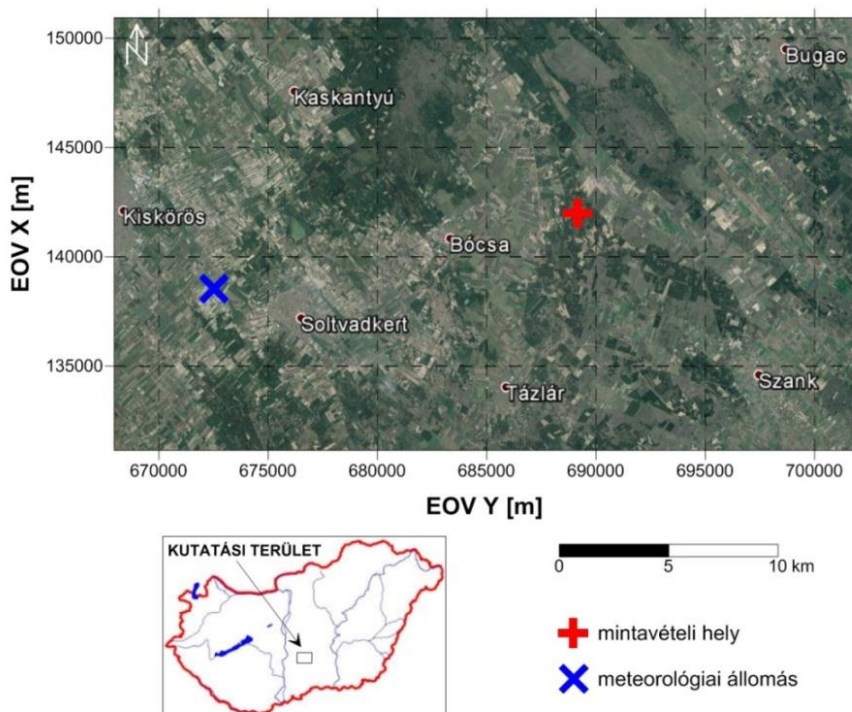 N
150000
Bugac
Kaskantyú
145000
Kiskőrös
Bócsa
140000
Soltvadkert
135000
Tázlár
Szank
EOV X [m]
670000 675000 680000 685000 690000 695000 700000
EOV Y [m]
KUTATÁSI TERÜLET
0 5 10 km
mintavételi hely
meteorológiai állomás